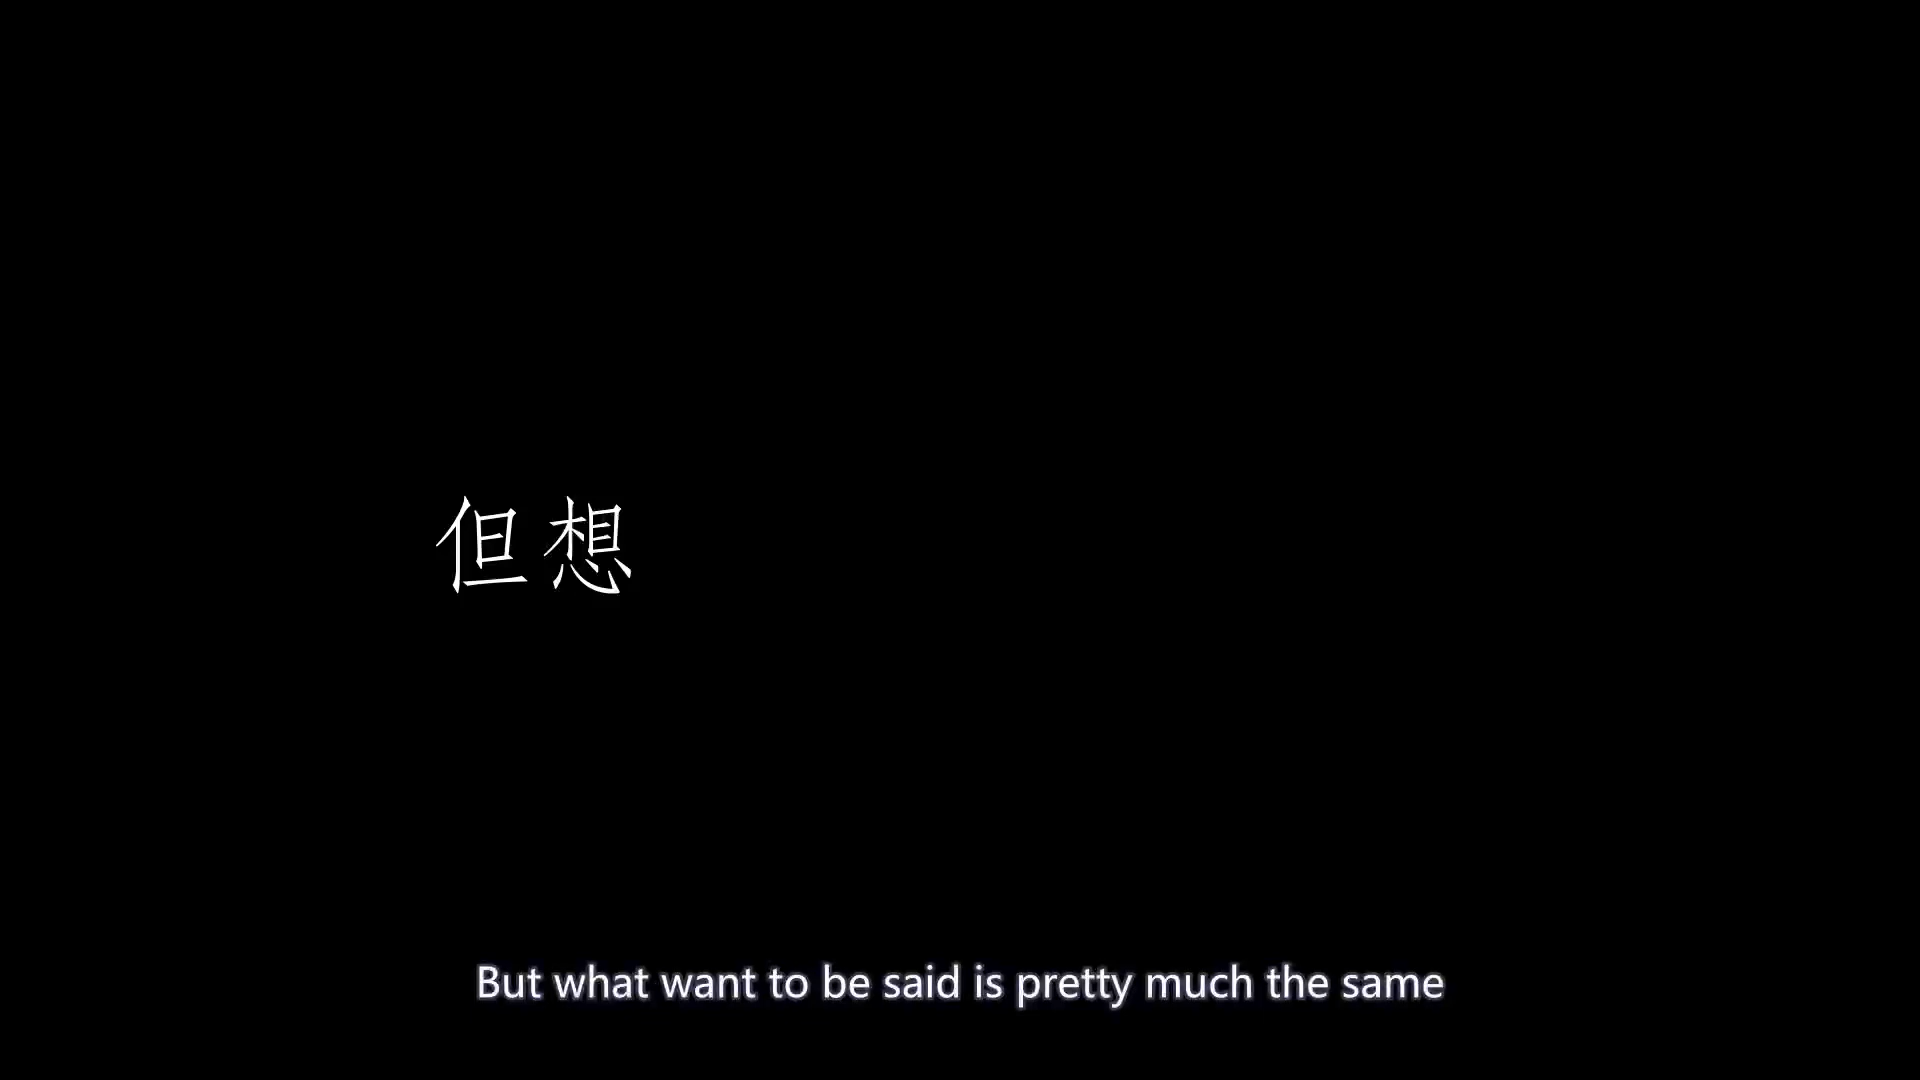 但想
But what want to be said is pretty much the same